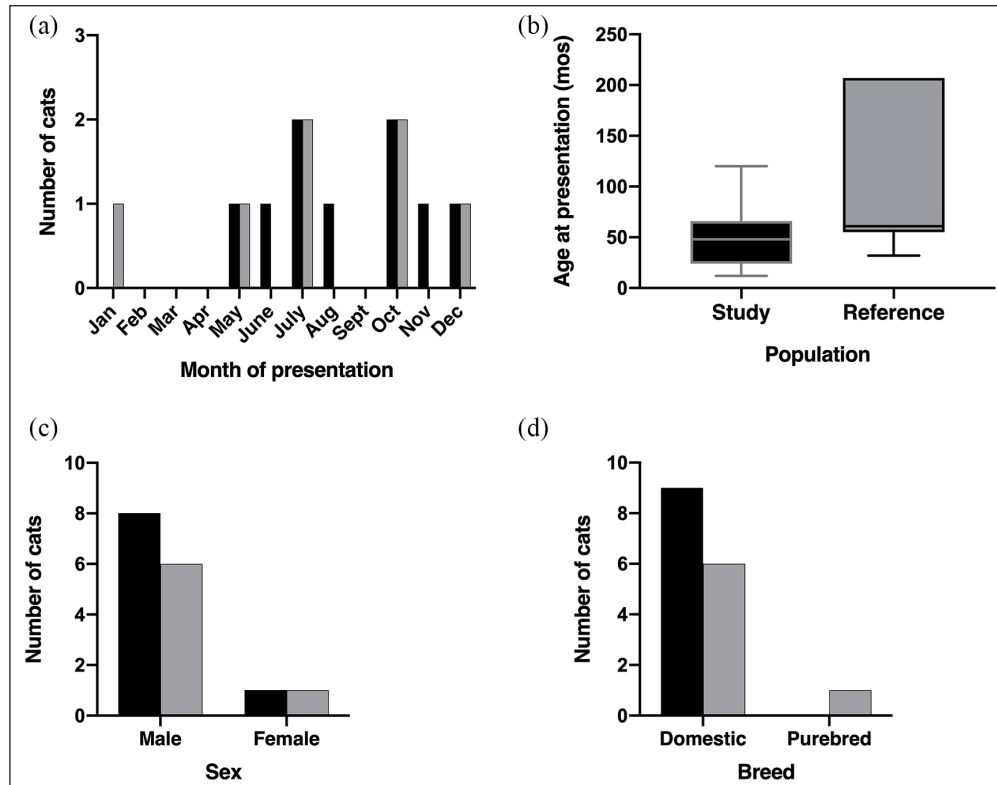 (a)
3
2
1
0
Number of cats
Jan
Feb
Mar
Apr
May
June
July
Aug
Sept
Oct
Nov
Dec
Month of presentation
(b)
250
200
150
100
50
0
Age at presentation (mos)
Study
Reference
Population
(c)
10
8
6
4
2
0
Number of cats
Male
Female
Sex
(d)
10
8
6
4
2
0
Number of cats
Domestic
Purebred
Breed